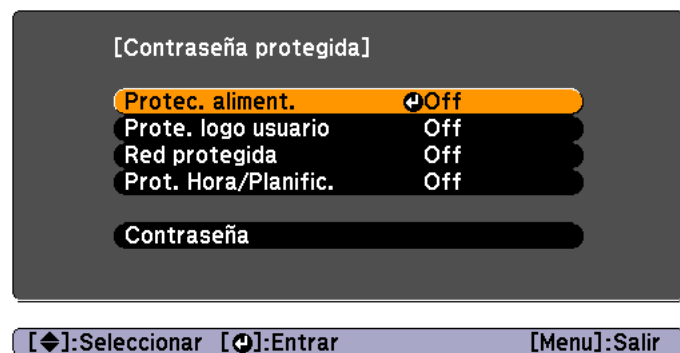 [Contraseña protegida]
Protec. aliment. Off
Prote. logo usuario Off
Red protegida Off
Prot. Hora/Planific. Off
Contraseña
[]:Seleccionar []:Entrar [Menu]:Salir